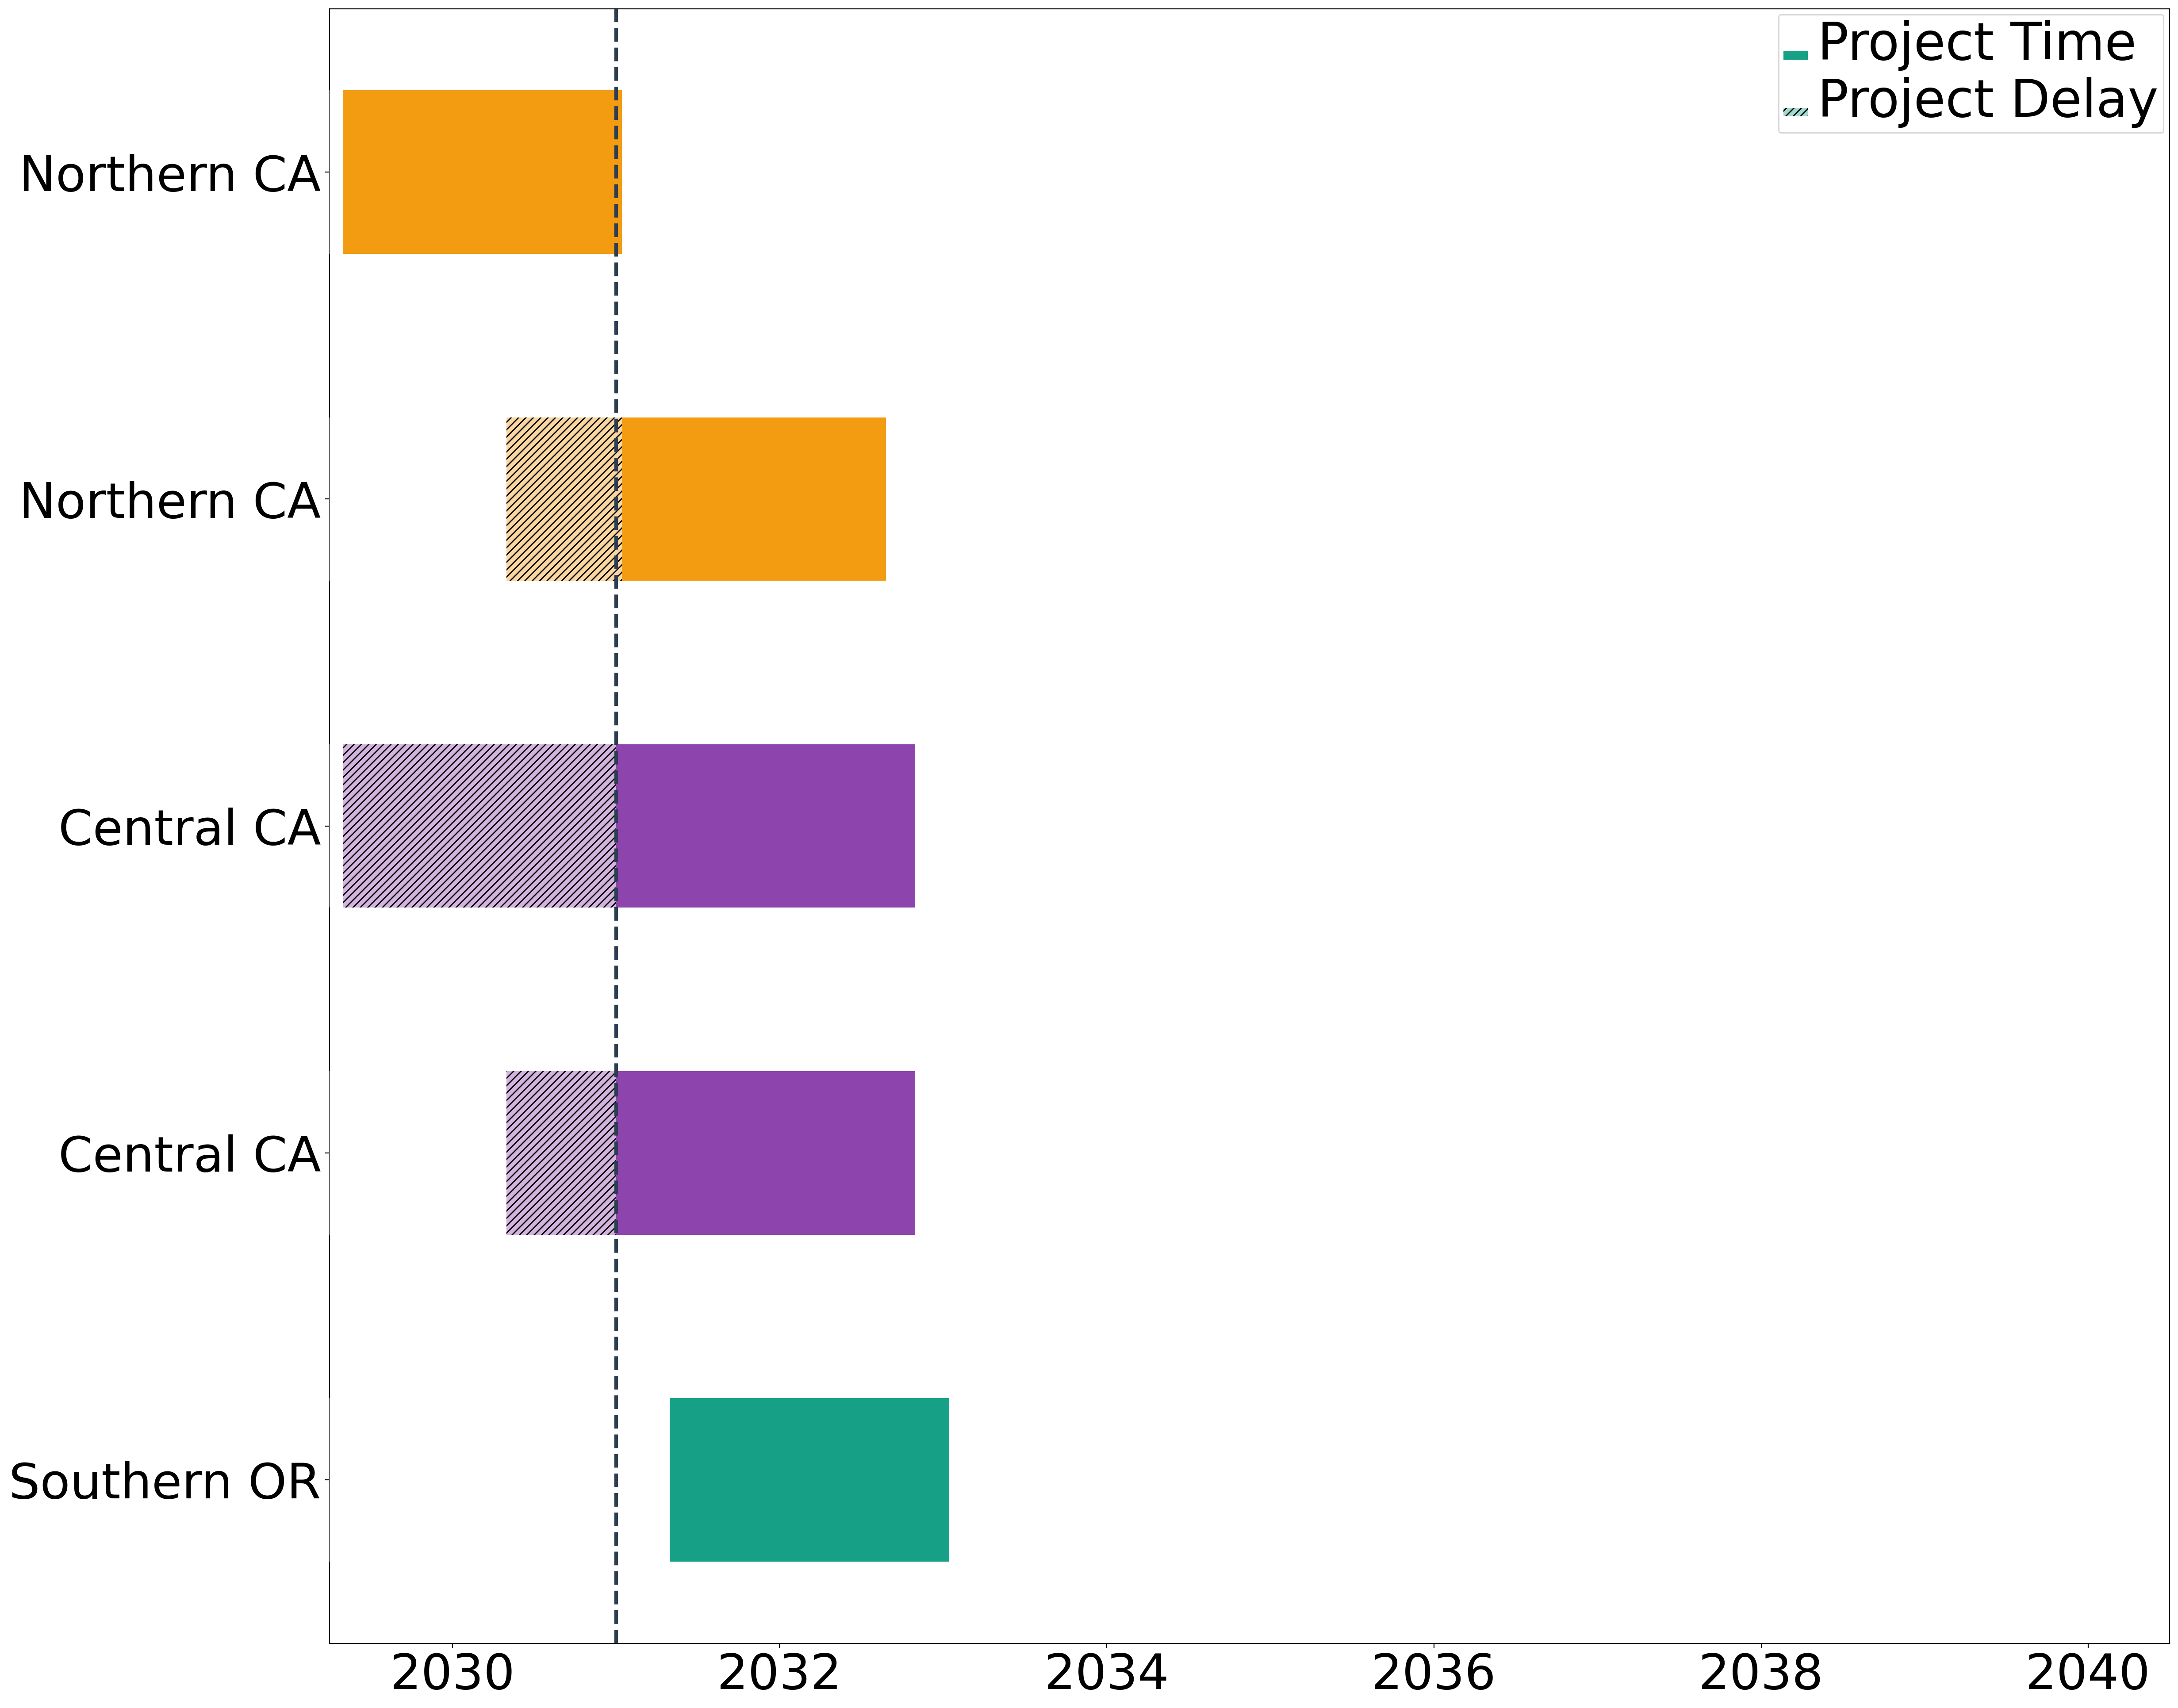 Project Time
Project Delay
Northern CA
Northern CA
Central CA
Central CA
Southern OR
2030 2032 2034 2036 2038 2040